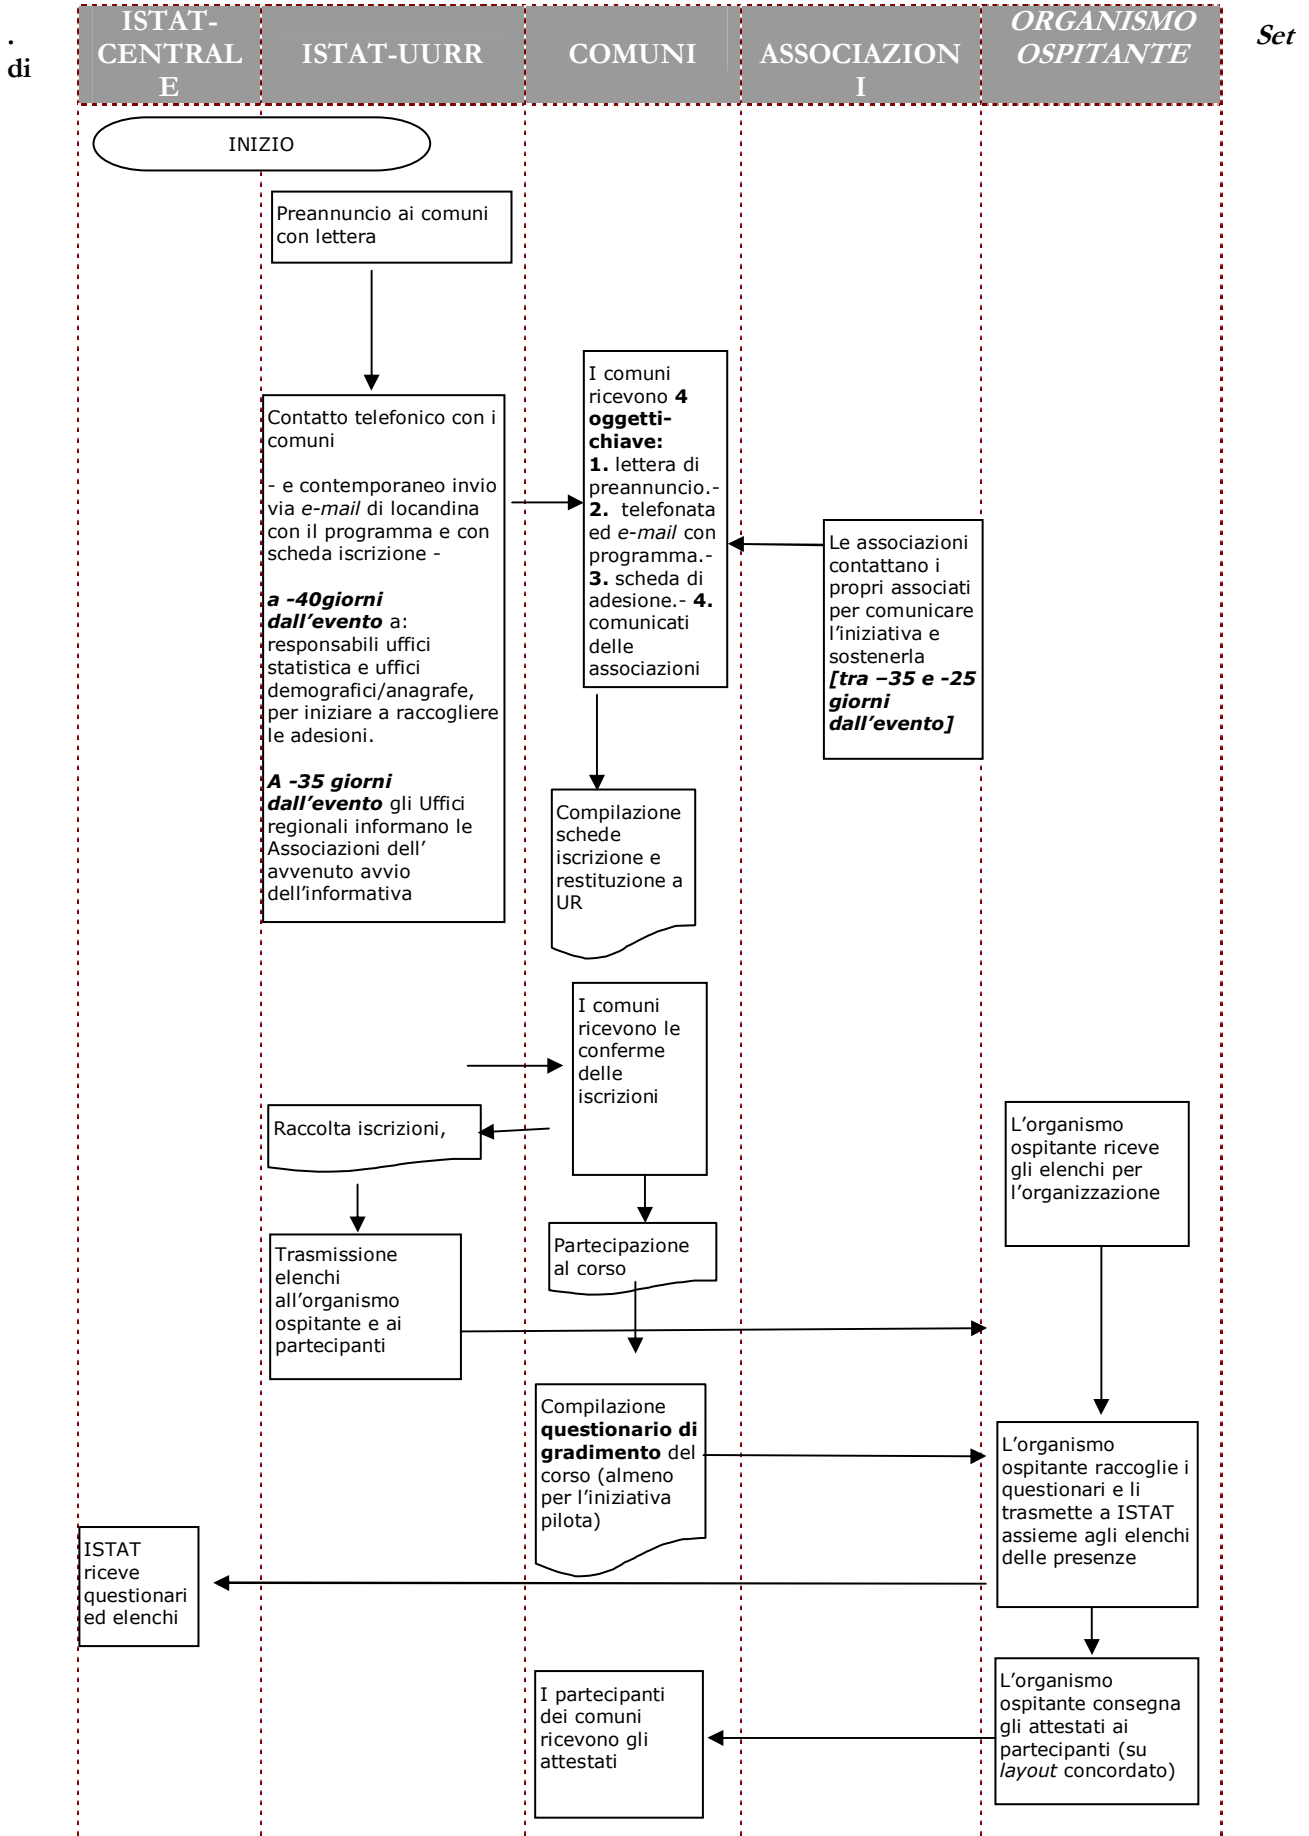 .
di
ISTAT-
CENTRAL
E
ISTAT-UURR
COMUNI
ASSOCIAZION
I
ORGANISMO
OSPITANTE
Set
INIZIO
Preannuncio ai comuni
con lettera
Contatto telefonico con i
comuni
- e contemporaneo invio
via e-mail di locandina
con il programma e con
scheda iscrizione -
a -40giorni
dall’evento a:
responsabili uffici
statistica e uffici
demografici/anagrafe,
per iniziare a raccogliere
le adesioni.
A -35 giorni
dall’evento gli Uffici
regionali informano le
Associazioni dell’
avvenuto avvio
dell’informativa
I comuni
ricevono 4
oggetti-
chiave:
1. lettera di
preannuncio.-
2. telefonata
ed e-mail con
programma.-
3. scheda di
adesione.- 4.
comunicati
delle
associazioni
Le associazioni
contattano i
propri associati
per comunicare
l’iniziativa e
sostenerla
[tra –35 e -25
giorni
dall’evento]
Compilazione
schede
iscrizione e
restituzione a
UR
I comuni
ricevono le
conferme
delle
iscrizioni
Raccolta iscrizioni,
L’organismo
ospitante riceve
gli elenchi per
l’organizzazione
Trasmissione
elenchi
all’organismo
ospitante e ai
partecipanti
Partecipazione
al corso
Compilazione
questionario di
gradimento del
corso (almeno
per l’iniziativa
pilota)
L’organismo
ospitante raccoglie i
questionari e li
trasmette a ISTAT
assieme agli elenchi
delle presenze
ISTAT
riceve
questionari
ed elenchi
L’organismo
ospitante consegna
gli attestati ai
partecipanti (su
layout concordato)
I partecipanti
dei comuni
ricevono gli
attestati